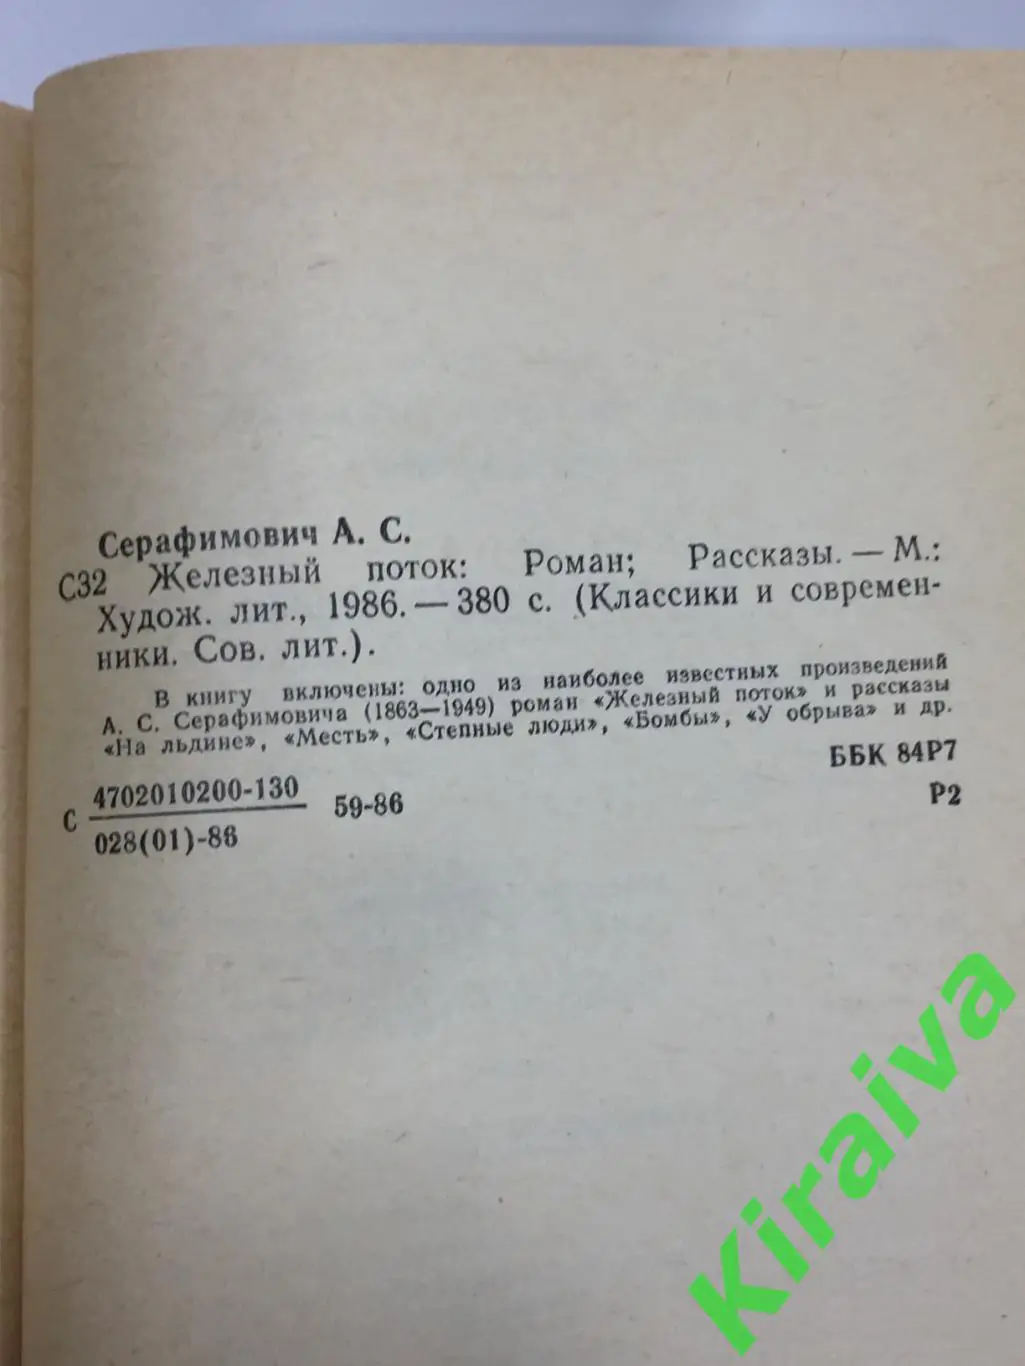 Серафимович А. С.
С32 Железный поток: Роман; Рассказы. — М.:
Худож. лит., 1986. — 380 с. (Классики и современ-
ники. Сов. лит.).
В книгу включены: одно из наиболее известных произведений
А. С. Серафимовича (1863—1949) роман «Железный поток» и рассказы
«На льдине», «Месть», «Степные люди», «Бомбы», «У обрыва» и др.
С 4702010200-130 59-86 ББК 84Р7
028(01)-86 Р2
Kiraiva